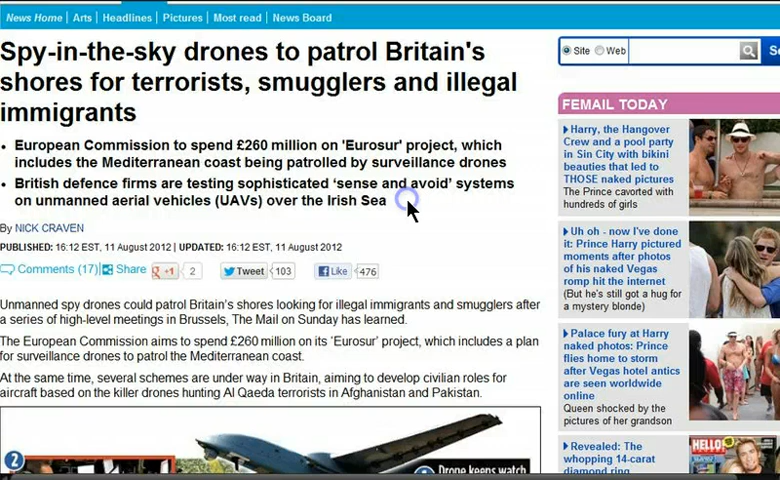 News Home | Arts | Headlines | Pictures | Most read | News Board
Spy-in-the-sky drones to patrol Britain's
shores for terrorists, smugglers and illegal
immigrants
• European Commission to spend £260 million on 'Eurosur' project, which
includes the Mediterranean coast being patrolled by surveillance drones
• British defence firms are testing sophisticated ‘sense and avoid’ systems
on unmanned aerial vehicles (UAVs) over the Irish Sea
By NICK CRAVEN
PUBLISHED: 16:12 EST, 11 August 2012 | UPDATED: 16:12 EST, 11 August 2012
Comments (17) Share +1 2 Tweet 103 Like 476
Unmanned spy drones could patrol Britain’s shores looking for illegal immigrants and smugglers after
a series of high-level meetings in Brussels, The Mail on Sunday has learned.
The European Commission aims to spend £260 million on its ‘Eurosur’ project, which includes a plan
for surveillance drones to patrol the Mediterranean coast.
At the same time, several schemes are under way in Britain, aiming to develop civilian roles for
aircraft based on the killer drones hunting Al Qaeda terrorists in Afghanistan and Pakistan.
2
Drone keeps watch
Site Web
FEMAIL TODAY
Harry, the Hangover
Crew and a pool party
in Sin City with bikini
beauties that led to
THOSE naked pictures
The Prince cavorted with
hundreds of girls
Uh oh - now I've done
it: Prince Harry pictured
moments after photos
of his naked Vegas
romp hit the internet
(But he's still got a hug for
a mystery blonde)
Palace fury at Harry
naked photos: Prince
flies home to storm
after Vegas hotel antics
are seen worldwide
online
Queen shocked by the
pictures of her grandson
Revealed: The
whopping 14-carat
diamond ring
HELLO!